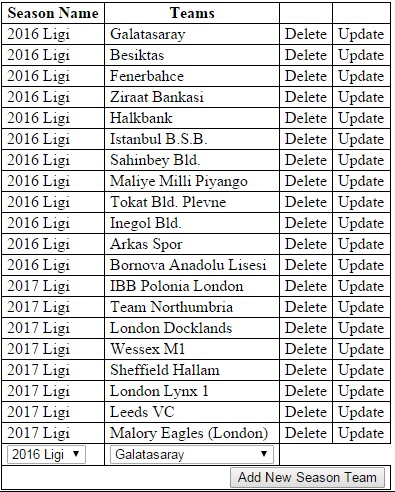 Season Name Teams
2016 Ligi Galatasaray Delete Update
2016 Ligi Besiktas Delete Update
2016 Ligi Fenerbahce Delete Update
2016 Ligi Ziraat Bankasi Delete Update
2016 Ligi Halkbank Delete Update
2016 Ligi Istanbul B.S.B. Delete Update
2016 Ligi Sahinbey Bld. Delete Update
2016 Ligi Maliye Milli Piyango Delete Update
2016 Ligi Tokat Bld. Plevne Delete Update
2016 Ligi Inegol Bld. Delete Update
2016 Ligi Arkas Spor Delete Update
2016 Ligi Bornova Anadolu Lisesi Delete Update
2017 Ligi IBB Polonia London Delete Update
2017 Ligi Team Northumbria Delete Update
2017 Ligi London Docklands Delete Update
2017 Ligi Wessex M1 Delete Update
2017 Ligi Sheffield Hallam Delete Update
2017 Ligi London Lynx 1 Delete Update
2017 Ligi Leeds VC Delete Update
2017 Ligi Malory Eagles (London) Delete Update
2016 Ligi Galatasaray
Add New Season Team